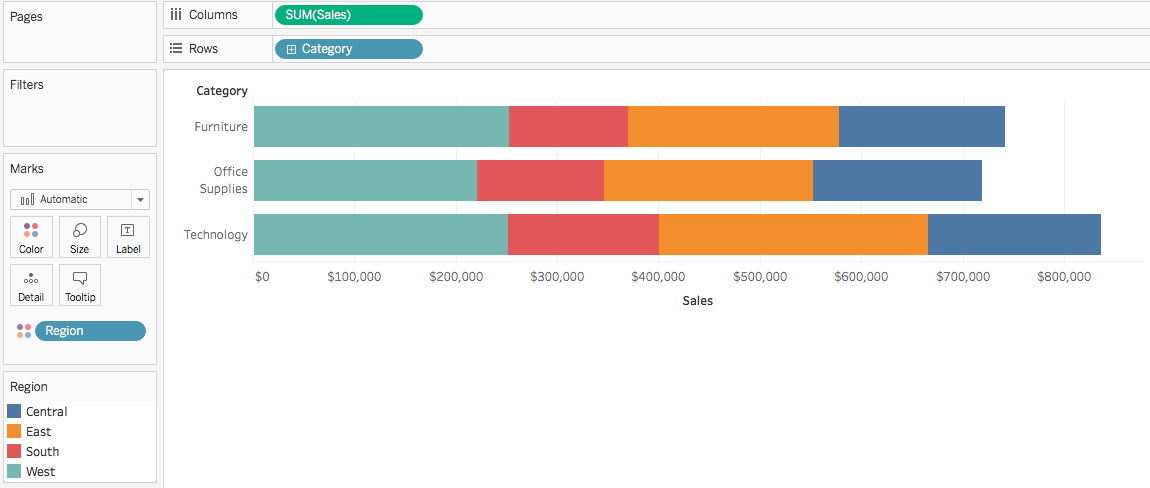 Pages
Columns
SUM(Sales)
Rows
Category
Filters
Marks
Automatic
Color
Size
T
Label
Detail
Tooltip
Region
Region
Central
East
South
West
Category
Furniture
Office
Supplies
Technology
$0 $100,000 $200,000 $300,000 $400,000 $500,000 $600,000 $700,000 $800,000
Sales